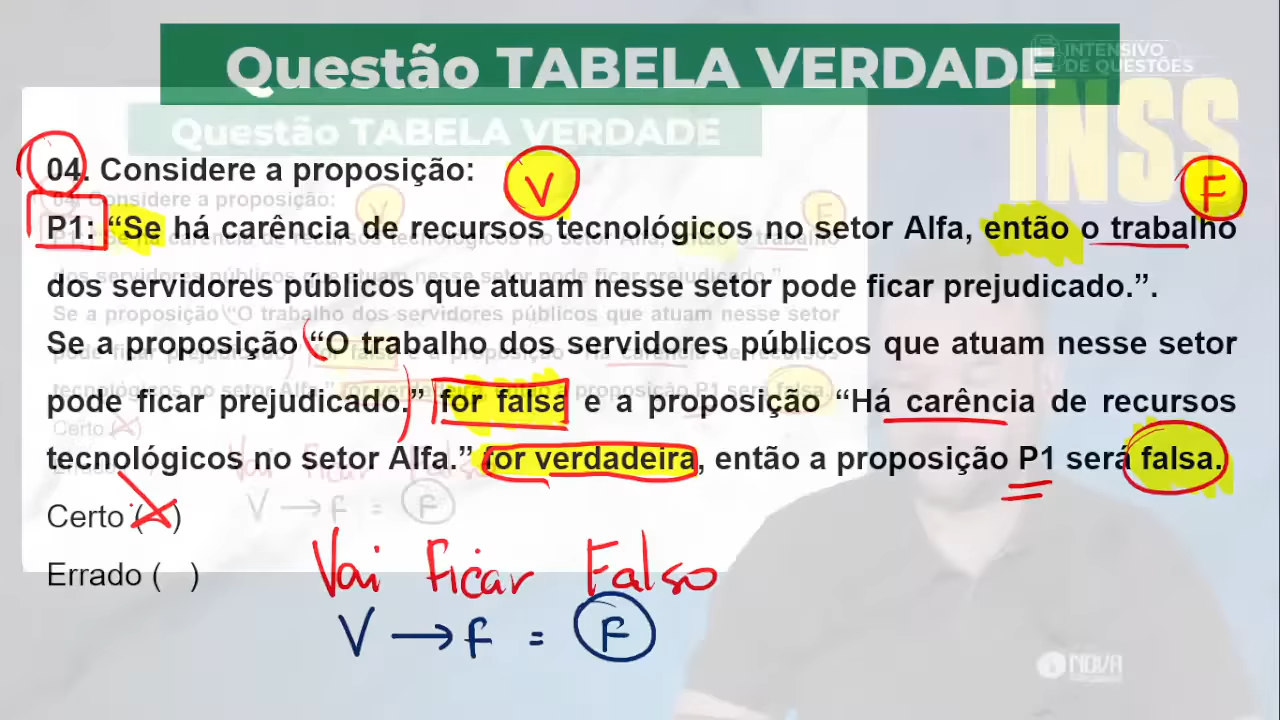 Questão TABELA VERDADE
INTENSIVO
DE QUESTÕES
INSS
Questão TABELA VERDADE
04. Considere a proposição:
V
F
P1: “Se há carência de recursos tecnológicos no setor Alfa, então o trabalho
dos servidores públicos que atuam nesse setor pode ficar prejudicado.”.
Se a proposição “O trabalho dos servidores públicos que atuam nesse setor
pode ficar prejudicado.” for falsa e a proposição “Há carência de recursos
tecnológicos no setor Alfa.” for verdadeira, então a proposição P1 será falsa.
Certo ( )
Errado ( )
Vai Ficar Falso
V → f = F
NOVA